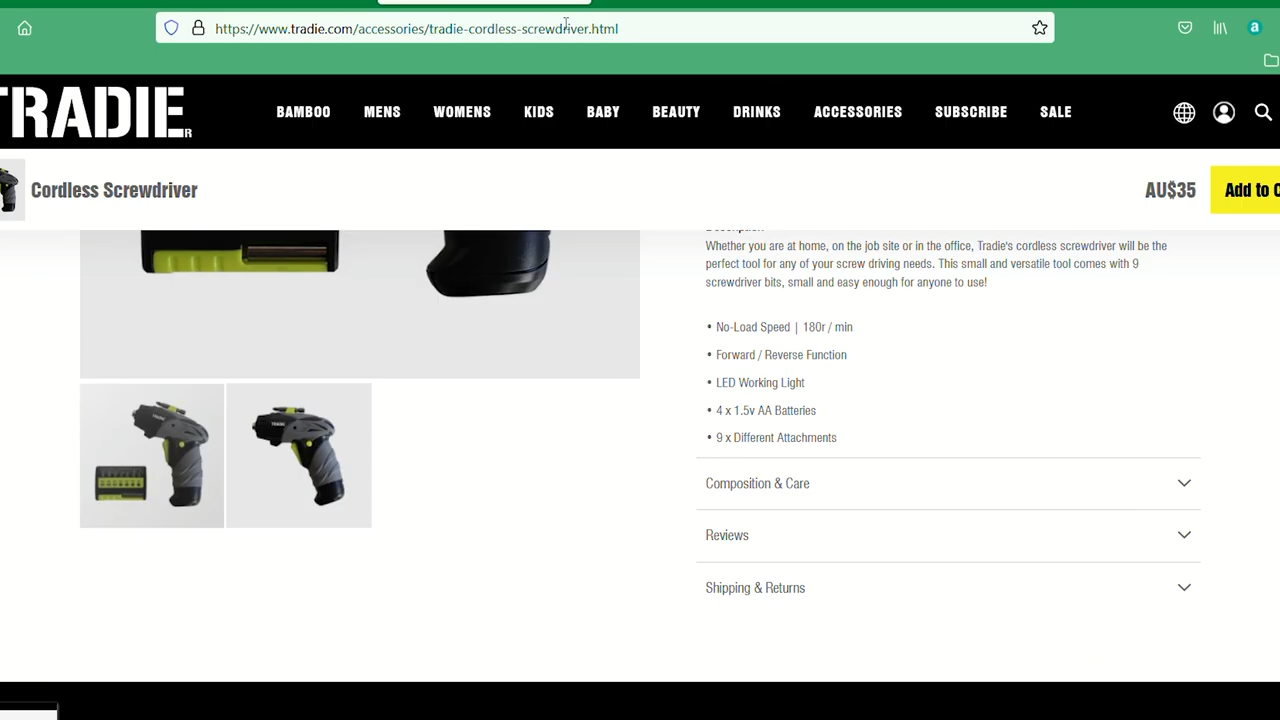 https://www.tradie.com/accessories/tradie-cordless-screwdriver.html
a
TRADIE R
BAMBOO MENS WOMENS KIDS BABY BEAUTY DRINKS ACCESSORIES SUBSCRIBE SALE
Cordless Screwdriver
AU$35
Add to C
Description
Whether you are at home, on the job site or in the office, Tradie's cordless screwdriver will be the
perfect tool for any of your screw driving needs. This small and versatile tool comes with 9
screwdriver bits, small and easy enough for anyone to use!
• No-Load Speed | 180r / min
• Forward / Reverse Function
• LED Working Light
• 4 x 1.5v AA Batteries
• 9 x Different Attachments
Composition & Care
Reviews
Shipping & Returns